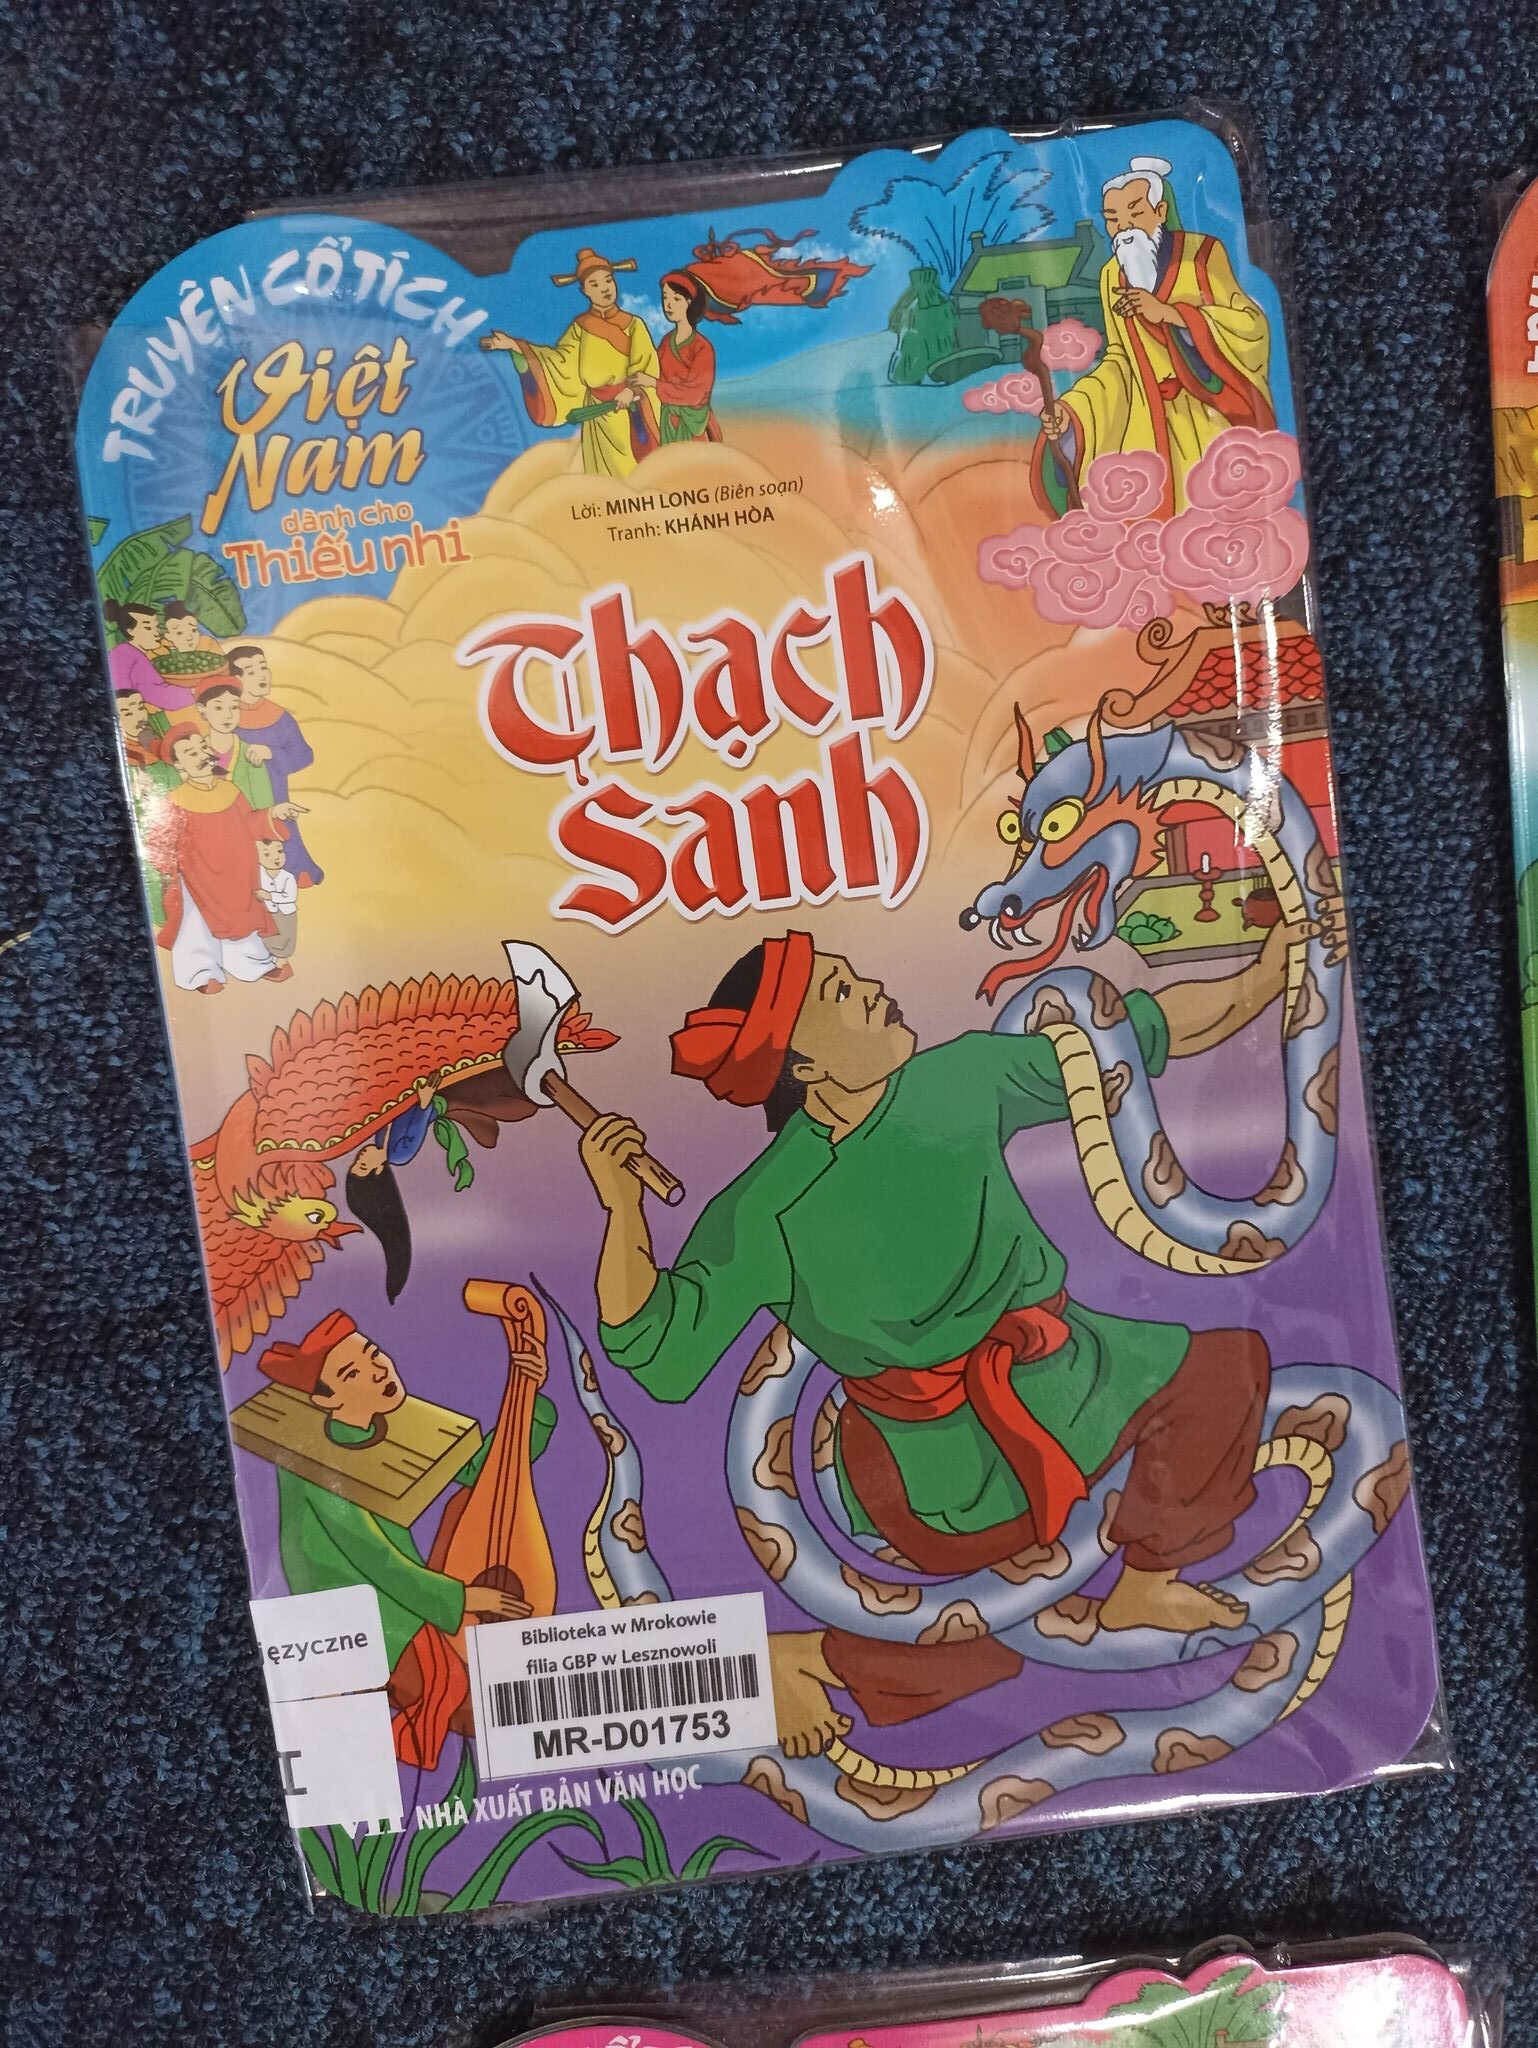 TRUYỆN CỔ TÍCH
Việt
Nam
dành cho
Thiếu nhi
Lời: MINH LONG (Biên soạn)
Tranh: KHÁNH HÒA
Thạch
Sanh
języczne
I
Biblioteka w Mrokowie
filia GBP w Lesznowoli
MR-D01753
NHÀ XUẤT BẢN VĂN HỌC